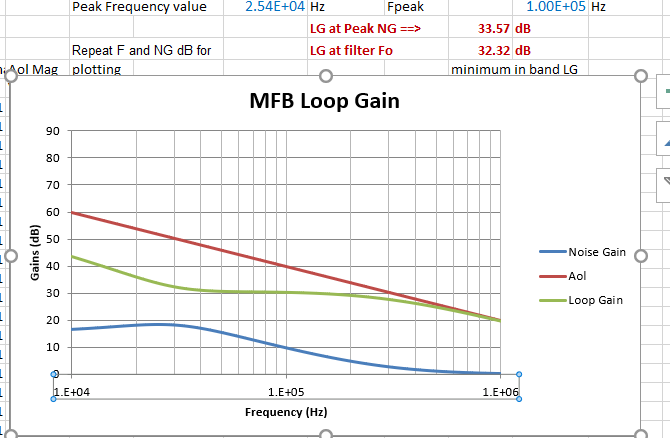 Peak Frequency value 2.54E+04 Hz Fpeak 1.00E+05 Hz
LG at Peak NG ==> 33.57 dB
Repeat F and NG dB for LG at filter Fo 32.32 dB
Aol Mag plotting minimum in band LG
MFB Loop Gain
90
80
70
60
50
40
30
20
10
0
Gains (dB)
1.E+04 1.E+05 1.E+06
Frequency (Hz)
Noise Gain
Aol
Loop Gain